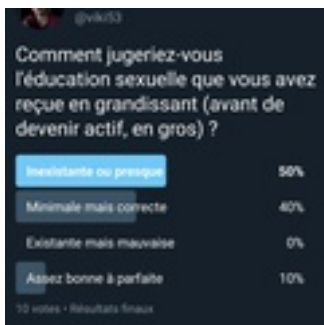 @viki53
Comment jugeriez-vous
l'éducation sexuelle que vous avez
reçue en grandissant (avant de
devenir actif, en gros) ?
Inexistante ou presque 50%
Minimale mais correcte 40%
Existante mais mauvaise 0%
Assez bonne à parfaite 10%
10 votes • Résultats finaux